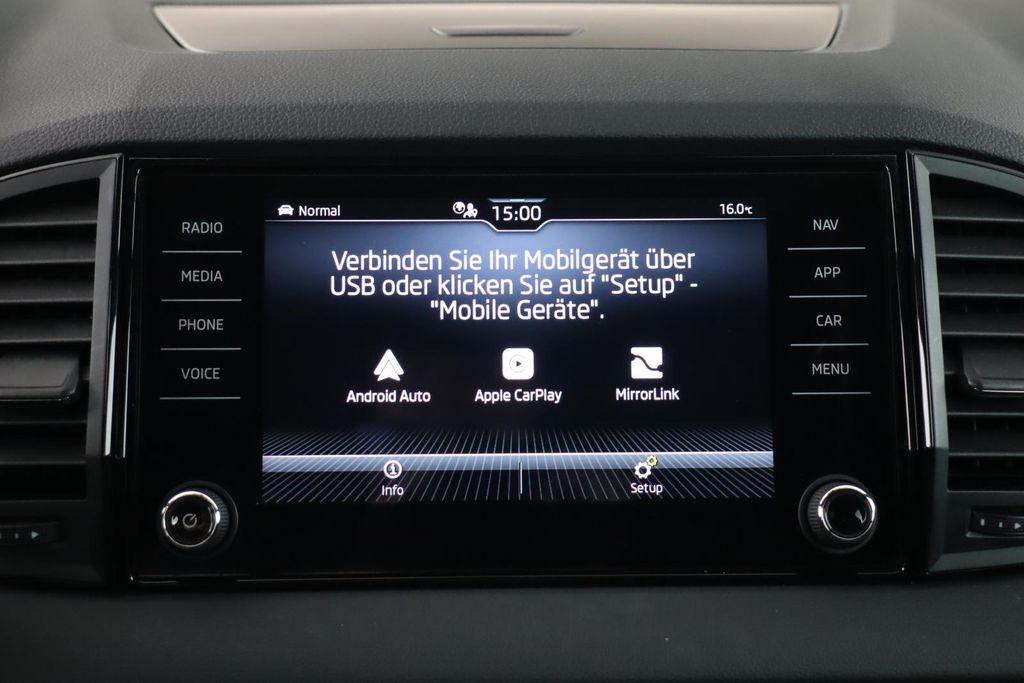 RADIO
MEDIA
PHONE
VOICE
Normal
15:00
16.0°C
Verbinden Sie Ihr Mobilgerät über
USB oder klicken Sie auf "Setup" -
"Mobile Geräte".
Android Auto
Apple CarPlay
MirrorLink
Info
Setup
NAV
APP
CAR
MENU